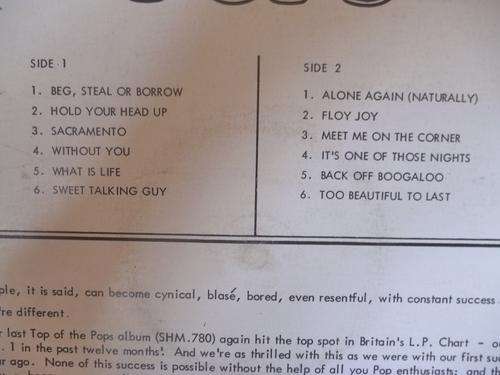 SIDE 1
1. BEG, STEAL OR BORROW
2. HOLD YOUR HEAD UP
3. SACRAMENTO
4. WITHOUT YOU
5. WHAT IS LIFE
6. SWEET TALKING GUY
SIDE 2
1. ALONE AGAIN (NATURALLY)
2. FLOY JOY
3. MEET ME ON THE CORNER
4. IT'S ONE OF THOSE NIGHTS
5. BACK OFF BOOGALOO
6. TOO BEAUTIFUL TO LAST
ple, it is said, can become cynical, blasé, bored, even resentful, with constant success
're different.
r last Top of the Pops album (SHM.780) again hit the top spot in Britain's L.P. Chart - o
. 1 in the past twelve months! And we're as thrilled with this as we were with our first su
ar ago. None of this success is possible without the help of all you Pop enthusiasts; and th